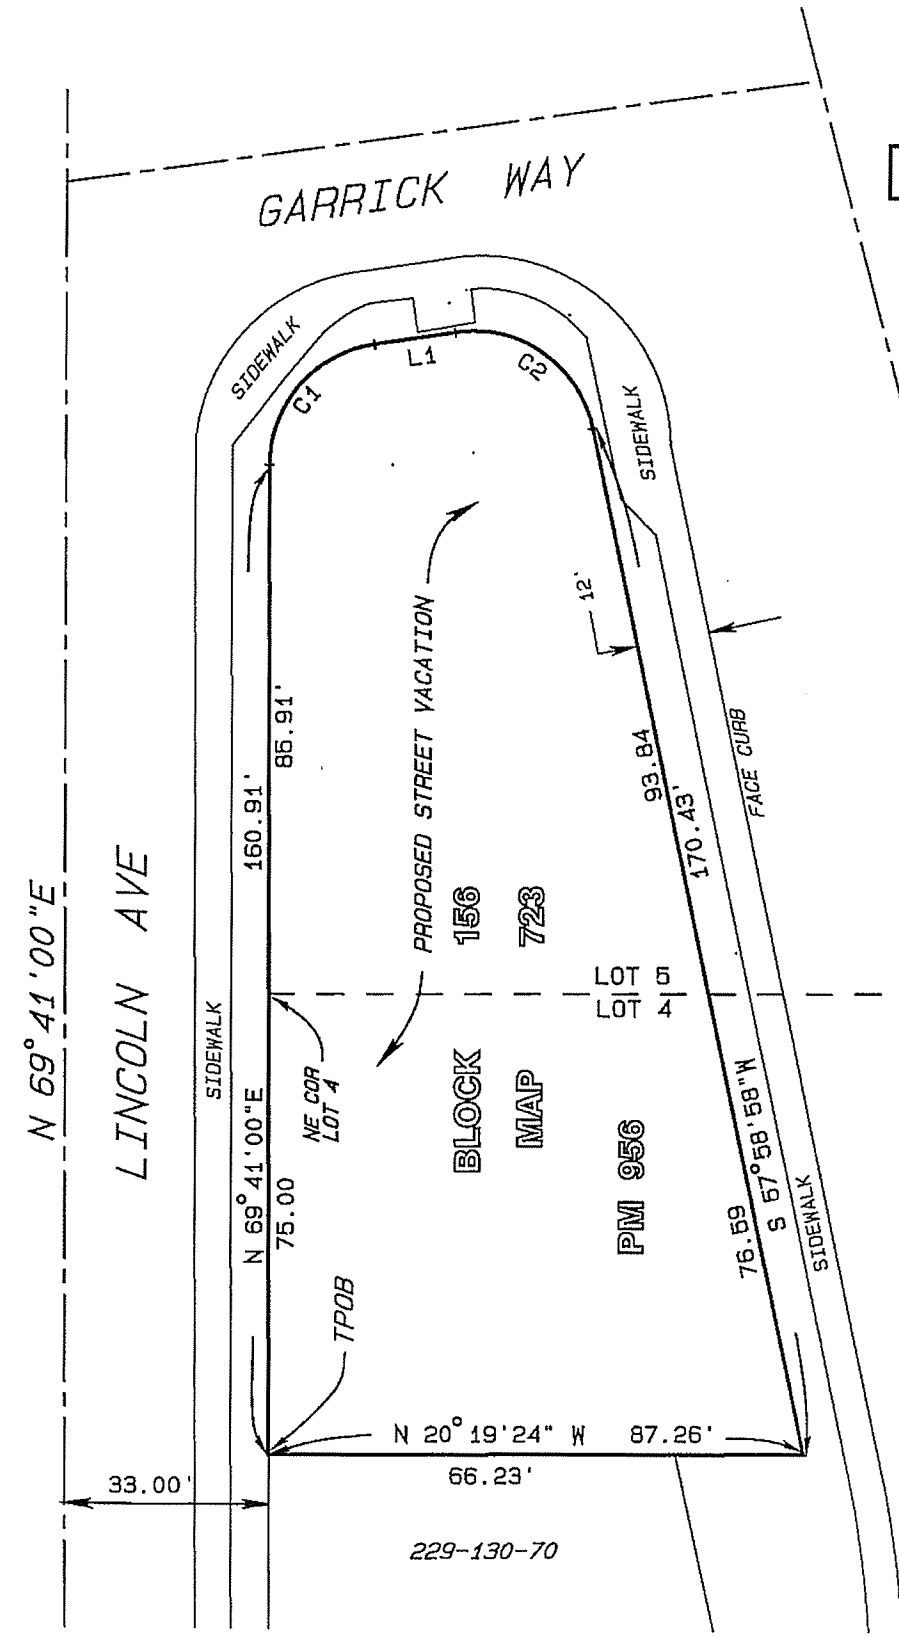 GARRICK WAY
SIDEWALK
L1
C1
C2
SIDEWALK
12'
PROPOSED STREET VACATION
86.91'
160.91'
93.84
170.43'
FACE CURB
N 69°41'00"E
LINCOLN AVE
156
723
LOT 5
LOT 4
SIDEWALK
NE COR
LOT 4
BLOCK
MAP
PM 956
N 69°41'00"E
75.00
76.59
S 67°58'58"W
SIDEWALK
TPOB
N 20°19'24" W 87.26'
66.23'
33.00'
229-130-70